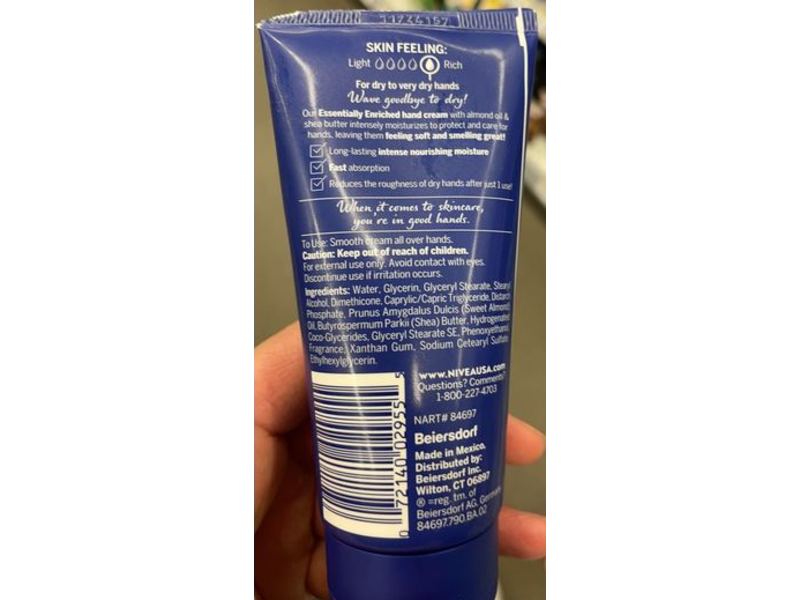 11746157
SKIN FEELING:
Light Rich
For dry to very dry hands
Wave goodbye to dry!
Our Essentially Enriched hand cream with almond oil &
shea butter intensely moisturizes to protect and care for
hands, leaving them feeling soft and smelling great!
Long-lasting intense nourishing moisture
Fast absorption
Reduces the roughness of dry hands after just 1 use!
When it comes to skincare,
you're in good hands.
To Use: Smooth cream all over hands.
Caution: Keep out of reach of children.
For external use only. Avoid contact with eyes.
Discontinue use if irritation occurs.
Ingredients: Water, Glycerin, Glyceryl Stearate, Stearyl
Alcohol, Dimethicone, Caprylic/Capric Triglyceride, Distarch
Phosphate, Prunus Amygdalus Dulcis (Sweet Almond)
Oil, Butyrospermum Parkii (Shea) Butter, Hydrogenated
Coco-Glycerides, Glyceryl Stearate SE, Phenoxyethanol,
Fragrance, Xanthan Gum, Sodium Cetearyl Sulfate,
Ethylhexylglycerin.
www.NIVEAUSA.com
Questions? Comments?
1-800-227-4703
NART# 84697
Beiersdorf
Made in Mexico.
Distributed by:
Beiersdorf Inc.
Wilton, CT 06897
® =reg. tm. of
Beiersdorf AG, Germany
84697.790.BA.02
0 72140 02955 5